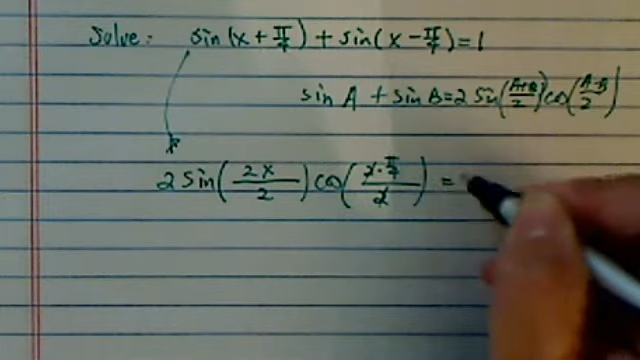 Solve: sin(x + π/4) + sin(x - π/4) = 1
sin A + sin B = 2 sin((A+B)/2) cos((A-B)/2)
2 sin(2x/2) cos((2·π/4)/2) =